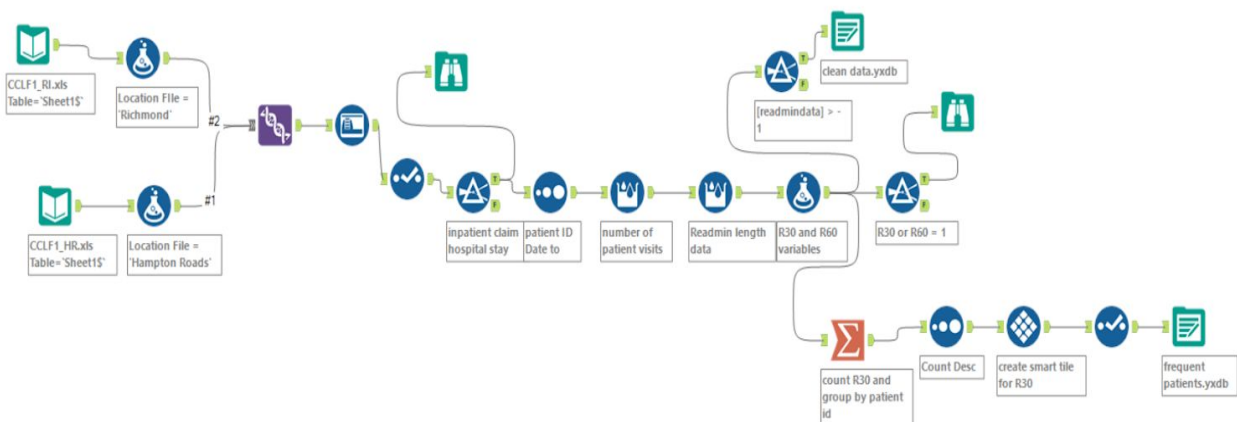 CCLF1_RI.xls
Table=`Sheet1$`
Location FIle =
'Richmond'
#2
#1
CCLF1_HR.xls
Table=`Sheet1$`
Location File =
'Hampton Roads'
T
F
inpatient claim
hospital stay
patient ID
Date to
number of
patient visits
Readmin length
data
R30 and R60
variables
T
F
[readmindata] > -
1
clean data.yxdb
T
F
R30 or R60 = 1
Σ
count R30 and
group by patient
id
Count Desc
create smart tile
for R30
frequent
patients.yxdb